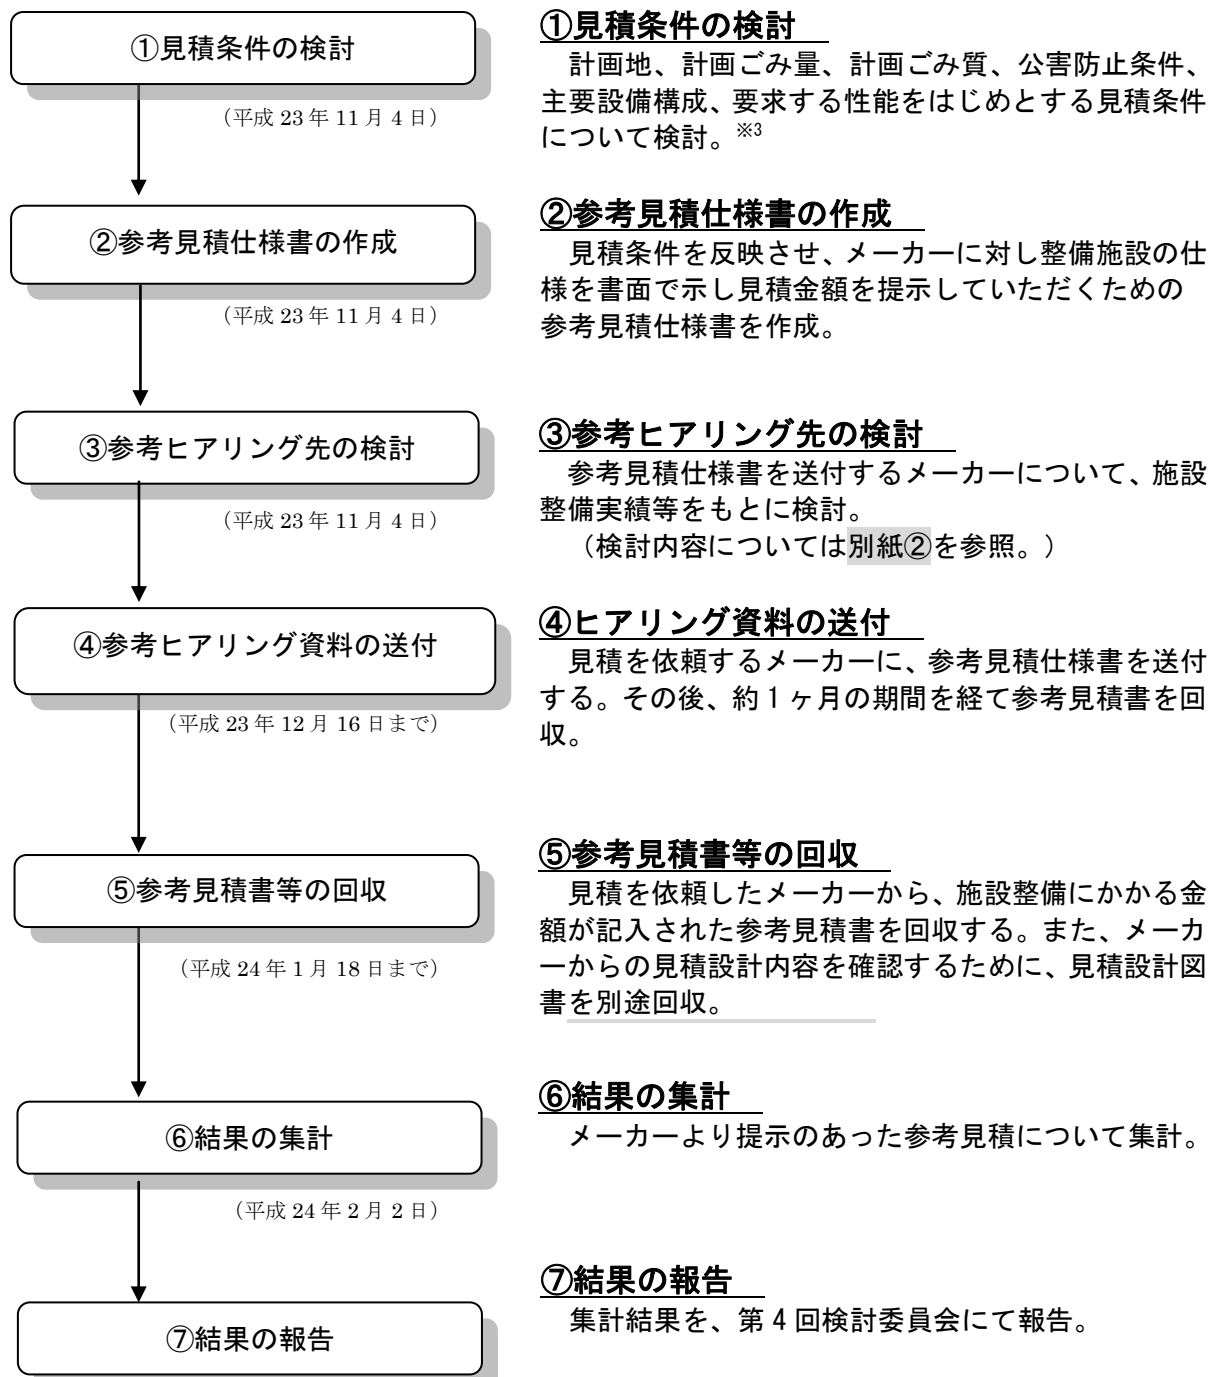 ①見積条件の検討
(平成 23 年 11 月 4 日)
②参考見積仕様書の作成
(平成 23 年 11 月 4 日)
③参考ヒアリング先の検討
(平成 23 年 11 月 4 日)
④参考ヒアリング資料の送付
(平成 23 年 12 月 16 日まで)
⑤参考見積書等の回収
(平成 24 年 1 月 18 日まで)
⑥結果の集計
(平成 24 年 2 月 2 日)
⑦結果の報告
①見積条件の検討
計画地、計画ごみ量、計画ごみ質、公害防止条件、
主要設備構成、要求する性能をはじめとする見積条件
について検討。※3
②参考見積仕様書の作成
見積条件を反映させ、メーカーに対し整備施設の仕
様を書面で示し見積金額を提示していただくための
参考見積仕様書を作成。
③参考ヒアリング先の検討
参考見積仕様書を送付するメーカーについて、施設
整備実績等をもとに検討。
(検討内容については別紙②を参照。)
④ヒアリング資料の送付
見積を依頼するメーカーに、参考見積仕様書を送付
する。その後、約 1 ヶ月の期間を経て参考見積書を回
収。
⑤参考見積書等の回収
見積を依頼したメーカーから、施設整備にかかる金
額が記入された参考見積書を回収する。また、メーカ
ーからの見積設計内容を確認するために、見積設計図
書を別途回収。
⑥結果の集計
メーカーより提示のあった参考見積について集計。
⑦結果の報告
集計結果を、第 4 回検討委員会にて報告。